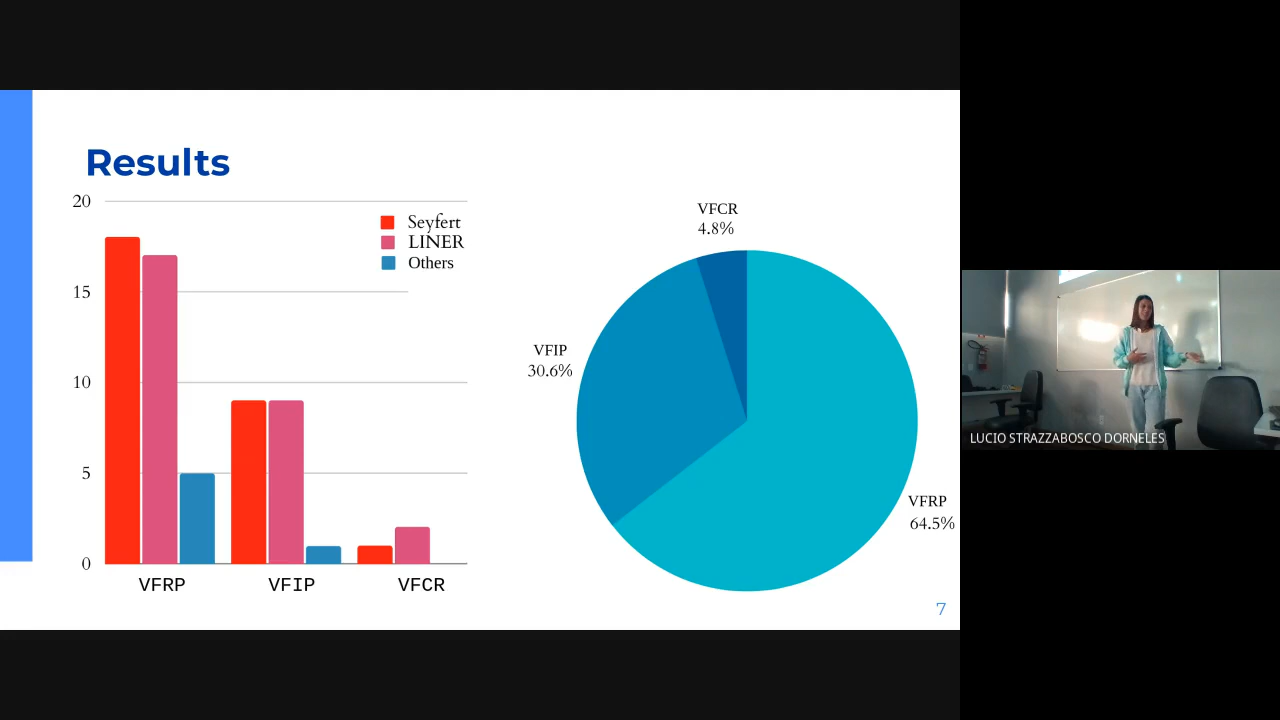 Results
20
15
10
5
0
Seyfert
LINER
Others
VFRP
VFIP
VFCR
VFCR
4.8%
VFIP
30.6%
VFRP
64.5%
7
LUCIO STRAZZABOSCO DORNELES